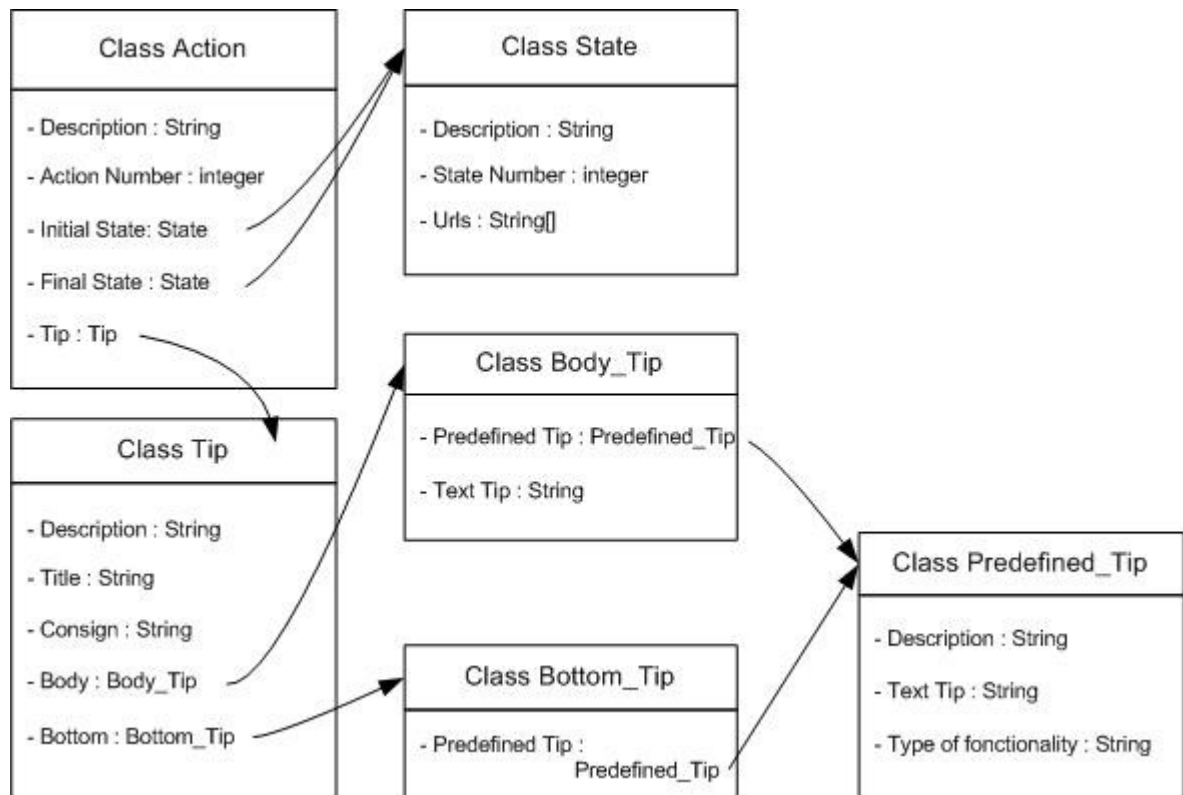 Class Action
- Description : String
- Action Number : integer
- Initial State: State
- Final State : State
- Tip : Tip
Class State
- Description : String
- State Number : integer
- Urls : String[]
Class Tip
- Description : String
- Title : String
- Consign : String
- Body : Body_Tip
- Bottom : Bottom_Tip
Class Body_Tip
- Predefined Tip : Predefined_Tip
- Text Tip : String
Class Bottom_Tip
- Predefined Tip :
Predefined_Tip
Class Predefined_Tip
- Description : String
- Text Tip : String
- Type of fonctionality : String